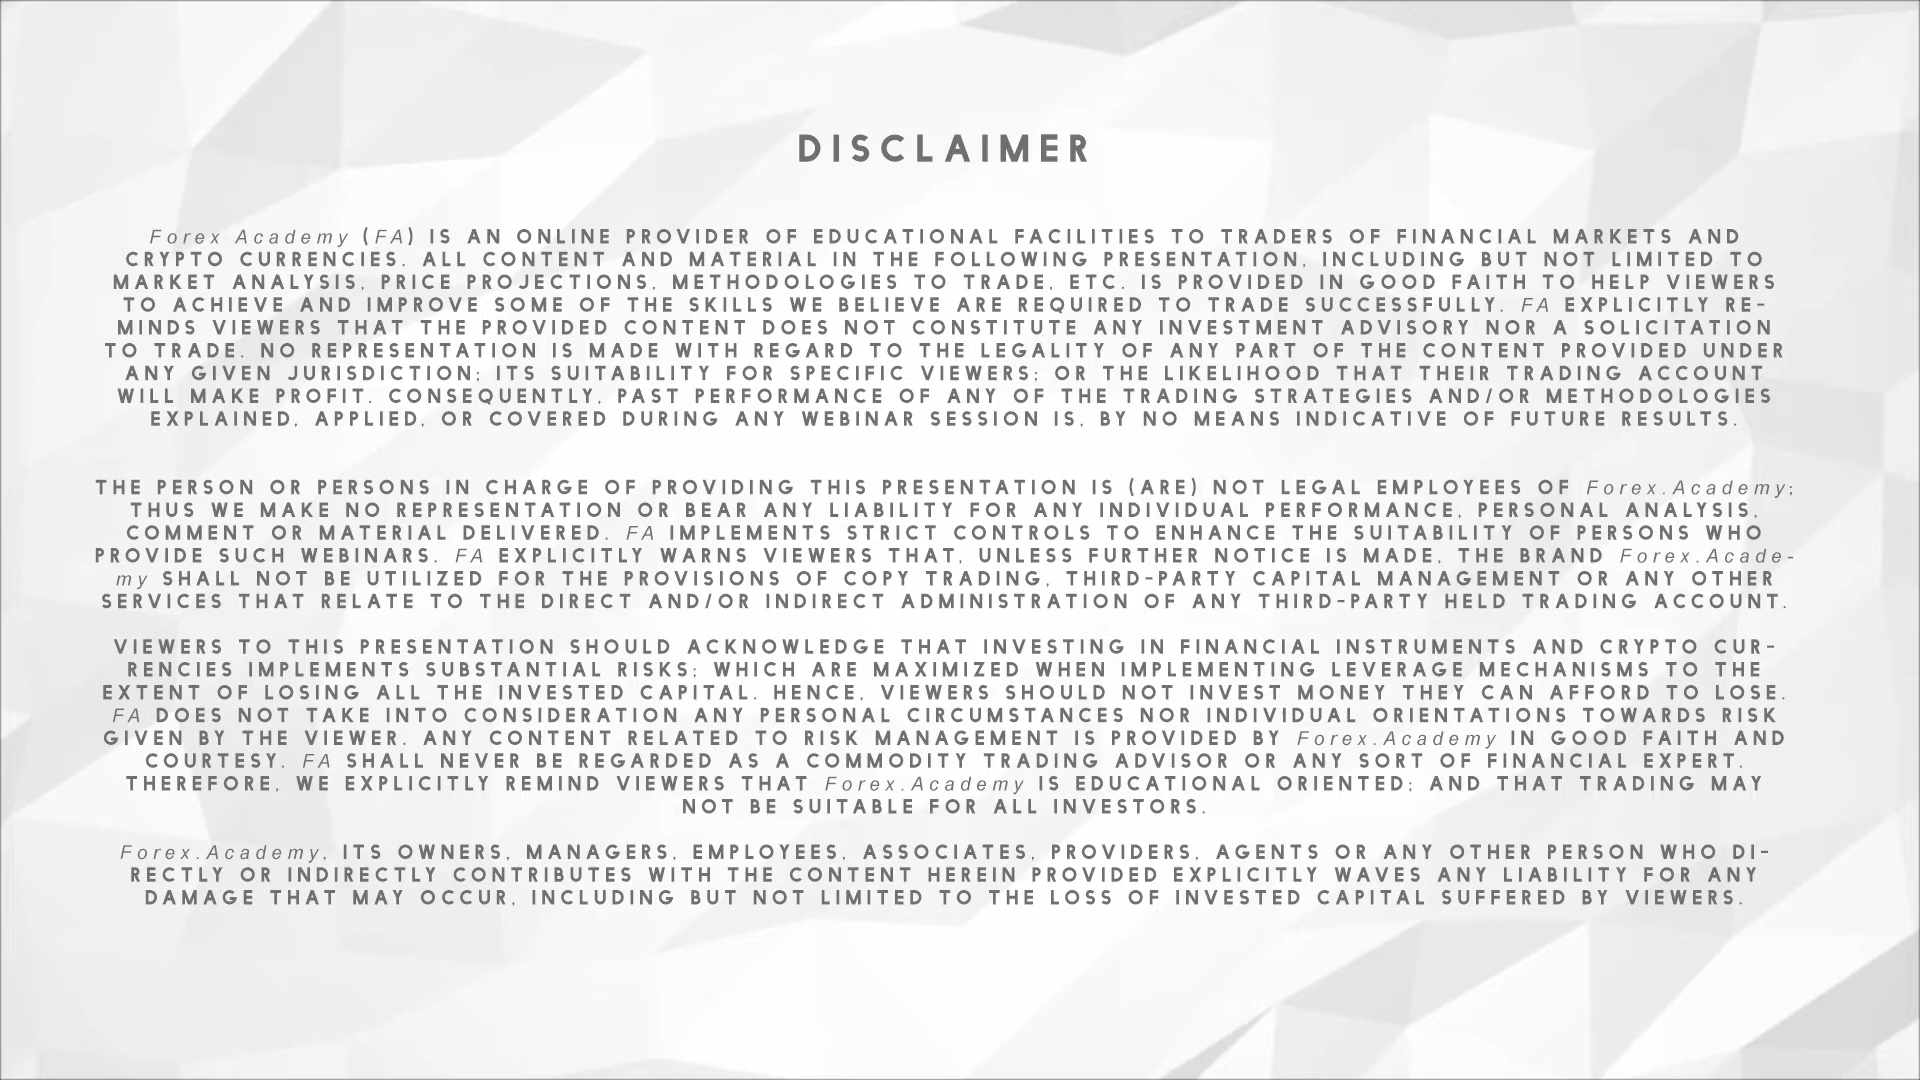 DISCLAIMER
Forex Academy (FA) IS AN ONLINE PROVIDER OF EDUCATIONAL FACILITIES TO TRADERS OF FINANCIAL MARKETS AND
CRYPTO CURRENCIES. ALL CONTENT AND MATERIAL IN THE FOLLOWING PRESENTATION, INCLUDING BUT NOT LIMITED TO
MARKET ANALYSIS, PRICE PROJECTIONS, METHODOLOGIES TO TRADE, ETC. IS PROVIDED IN GOOD FAITH TO HELP VIEWERS
TO ACHIEVE AND IMPROVE SOME OF THE SKILLS WE BELIEVE ARE REQUIRED TO TRADE SUCCESSFULLY. FA EXPLICITLY RE-
MINDS VIEWERS THAT THE PROVIDED CONTENT DOES NOT CONSTITUTE ANY INVESTMENT ADVISORY NOR A SOLICITATION
TO TRADE. NO REPRESENTATION IS MADE WITH REGARD TO THE LEGALITY OF ANY PART OF THE CONTENT PROVIDED UNDER
ANY GIVEN JURISDICTION; ITS SUITABILITY FOR SPECIFIC VIEWERS; OR THE LIKELIHOOD THAT THEIR TRADING ACCOUNT
WILL MAKE PROFIT. CONSEQUENTLY, PAST PERFORMANCE OF ANY OF THE TRADING STRATEGIES AND/OR METHODOLOGIES
EXPLAINED, APPLIED, OR COVERED DURING ANY WEBINAR SESSION IS, BY NO MEANS INDICATIVE OF FUTURE RESULTS.
THE PERSON OR PERSONS IN CHARGE OF PROVIDING THIS PRESENTATION IS (ARE) NOT LEGAL EMPLOYEES OF Forex.Academy;
THUS WE MAKE NO REPRESENTATION OR BEAR ANY LIABILITY FOR ANY INDIVIDUAL PERFORMANCE, PERSONAL ANALYSIS,
COMMENT OR MATERIAL DELIVERED. FA IMPLEMENTS STRICT CONTROLS TO ENHANCE THE SUITABILITY OF PERSONS WHO
PROVIDE SUCH WEBINARS. FA EXPLICITLY WARNS VIEWERS THAT, UNLESS FURTHER NOTICE IS MADE, THE BRAND Forex.Acade-
my SHALL NOT BE UTILIZED FOR THE PROVISIONS OF COPY TRADING, THIRD-PARTY CAPITAL MANAGEMENT OR ANY OTHER
SERVICES THAT RELATE TO THE DIRECT AND/OR INDIRECT ADMINISTRATION OF ANY THIRD-PARTY HELD TRADING ACCOUNT.
VIEWERS TO THIS PRESENTATION SHOULD ACKNOWLEDGE THAT INVESTING IN FINANCIAL INSTRUMENTS AND CRYPTO CUR-
RENCIES IMPLEMENTS SUBSTANTIAL RISKS; WHICH ARE MAXIMIZED WHEN IMPLEMENTING LEVERAGE MECHANISMS TO THE
EXTENT OF LOSING ALL THE INVESTED CAPITAL. HENCE, VIEWERS SHOULD NOT INVEST MONEY THEY CAN AFFORD TO LOSE.
FA DOES NOT TAKE INTO CONSIDERATION ANY PERSONAL CIRCUMSTANCES NOR INDIVIDUAL ORIENTATIONS TOWARDS RISK
GIVEN BY THE VIEWER. ANY CONTENT RELATED TO RISK MANAGEMENT IS PROVIDED BY Forex.Academy IN GOOD FAITH AND
COURTESY. FA SHALL NEVER BE REGARDED AS A COMMODITY TRADING ADVISOR OR ANY SORT OF FINANCIAL EXPERT.
THEREFORE, WE EXPLICITLY REMIND VIEWERS THAT Forex.Academy IS EDUCATIONAL ORIENTED; AND THAT TRADING MAY
NOT BE SUITABLE FOR ALL INVESTORS.
Forex.Academy, ITS OWNERS, MANAGERS, EMPLOYEES, ASSOCIATES, PROVIDERS, AGENTS OR ANY OTHER PERSON WHO DI-
RECTLY OR INDIRECTLY CONTRIBUTES WITH THE CONTENT HEREIN PROVIDED EXPLICITLY WAVES ANY LIABILITY FOR ANY
DAMAGE THAT MAY OCCUR, INCLUDING BUT NOT LIMITED TO THE LOSS OF INVESTED CAPITAL SUFFERED BY VIEWERS.